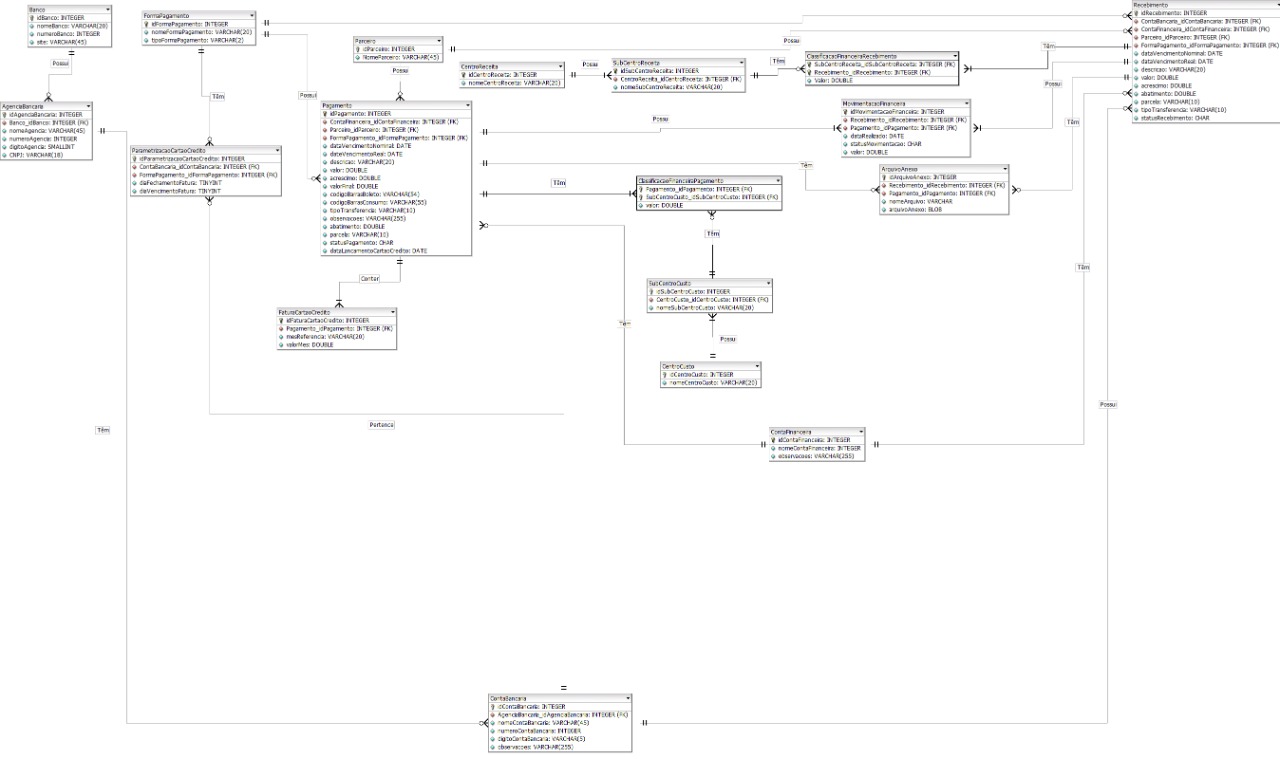 Banco
idBanco: INTEGER
nomeBanco: VARCHAR(20)
numeroBanco: INTEGER
site: VARCHAR(45)
Possui
AgenciaBancaria
idAgenciaBancaria: INTEGER
Banco_idBanco: INTEGER (FK)
nomeAgencia: VARCHAR(45)
numeroAgencia: INTEGER
digitoAgencia: SMALLINT
CNPJ: VARCHAR(18)
FormaPagamento
idFormaPagamento: INTEGER
nomeFormaPagamento: VARCHAR(20)
tipoFormaPagamento: VARCHAR(2)
Têm
Possui
ParametrizacaoCartaoCredito
idParametrizacaoCartaoCredito: INTEGER
ContaBancaria_idContaBancaria: INTEGER (FK)
FormaPagamento_idFormaPagamento: INTEGER (FK)
diaFechamentoFatura: TINYINT
diaVencimentoFatura: TINYINT
Parceiro
idParceiro: INTEGER
NomeParceiro: VARCHAR(45)
Possui
Pagamento
idPagamento: INTEGER
ContaFinanceira_idContaFinanceira: INTEGER (FK)
Parceiro_idParceiro: INTEGER (FK)
FormaPagamento_idFormaPagamento: INTEGER (FK)
dataVencimentoNominal: DATE
dateVencimentoReal: DATE
descricao: VARCHAR(20)
valor: DOUBLE
acrescimo: DOUBLE
valorFinal: DOUBLE
codigoBarrasBoleto: VARCHAR(54)
codigoBarrasConsumo: VARCHAR(55)
tipoTransferencia: VARCHAR(10)
observacoes: VARCHAR(255)
abatimento: DOUBLE
parcela: VARCHAR(10)
statusPagamento: CHAR
dataLancamentoCartaoCredito: DATE
Conter
FaturaCartaoCredito
idFaturaCartaoCredito: INTEGER
Pagamento_idPagamento: INTEGER (FK)
mesReferencia: VARCHAR(20)
valorMes: DOUBLE
CentroReceita
idCentroReceita: INTEGER
nomeCentroReceita: VARCHAR(20)
Possui
SubCentroReceita
idSubCentroReceita: INTEGER
CentroReceita_idCentroReceita: INTEGER (FK)
nomeSubCentroReceita: VARCHAR(20)
Possui
Têm
ClassificacaoFinanceiraRecebimento
SubCentroReceita_idSubCentroReceita: INTEGER (FK)
Recebimento_idRecebimento: INTEGER (FK)
Valor: DOUBLE
Têm
Possui
Possui
MovimentacaoFinanceira
idMovimentacaoFinanceira: INTEGER
Recebimento_idRecebimento: INTEGER (FK)
Pagamento_idPagamento: INTEGER (FK)
dataRealizado: DATE
statusMovimentacao: CHAR
valor: DOUBLE
Têm
Têm
ArquivoAnexo
idArquivoAnexo: INTEGER
Recebimento_idRecebimento: INTEGER (FK)
Pagamento_idPagamento: INTEGER (FK)
nomeArquivo: VARCHAR
arquivoAnexo: BLOB
Recebimento
idRecebimento: INTEGER
ContaBancaria_idContaBancaria: INTEGER (FK)
ContaFinanceira_idContaFinanceira: INTEGER (FK)
Parceiro_idParceiro: INTEGER (FK)
FormaPagamento_idFormaPagamento: INTEGER (FK)
dataVencimentoNominal: DATE
dataVencimentoReal: DATE
descricao: VARCHAR(20)
valor: DOUBLE
acrescimo: DOUBLE
abatimento: DOUBLE
parcela: VARCHAR(10)
tipoTransferencia: VARCHAR(10)
statusRecebimento: CHAR
Têm
ClassificacaoFinanceiraPagamento
Pagamento_idPagamento: INTEGER (FK)
SubCentroCusto_idSubCentroCusto: INTEGER (FK)
valor: DOUBLE
Têm
SubCentroCusto
idSubCentroCusto: INTEGER
CentroCusto_idCentroCusto: INTEGER (FK)
nomeSubCentroCusto: VARCHAR(20)
Possui
CentroCusto
idCentroCusto: INTEGER
nomeCentroCusto: VARCHAR(20)
Têm
Têm
Possui
Têm
Pertence
ContaFinanceira
idContaFinanceira: INTEGER
nomeContaFinanceira: INTEGER
observacoes: VARCHAR(255)
ContaBancaria
idContaBancaria: INTEGER
AgenciaBancaria_idAgenciaBancaria: INTEGER (FK)
nomeContaBancaria: VARCHAR(45)
numeroContaBancaria: INTEGER
digitoContaBancaria: VARCHAR(5)
observacoes: VARCHAR(255)